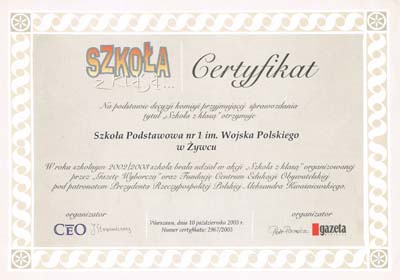 SZKOŁA
z klasą...
Certyfikat
Na podstawie decyzji komisji przyjmującej sprawozdania
tytuł „Szkoła z klasą” otrzymuje
Szkoła Podstawowa nr 1 im. Wojska Polskiego
w Żywcu
W roku szkolnym 2002/2003 szkoła brała udział w akcji „Szkoła z klasą” organizowanej
przez „Gazetę Wyborczą” oraz Fundację Centrum Edukacji Obywatelskiej
pod patronatem Prezydenta Rzeczypospolitej Polskiej Aleksandra Kwaśniewskiego.
organizator
organizator
CEO
Warszawa, dnia 10 października 2003 r.
Numer certyfikatu: 2967/2003
gazeta